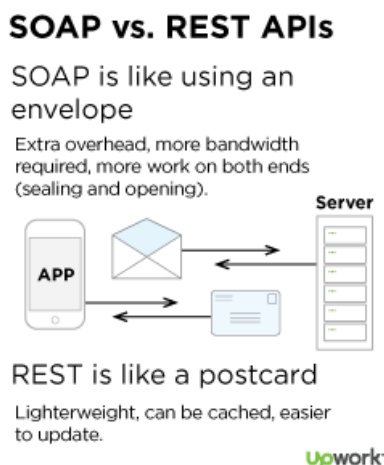 SOAP vs. REST APIs
SOAP is like using an
envelope
Extra overhead, more bandwidth
required, more work on both ends
(sealing and opening).
Server
APP
REST is like a postcard
Lighterweight, can be cached, easier
to update.
Upwork